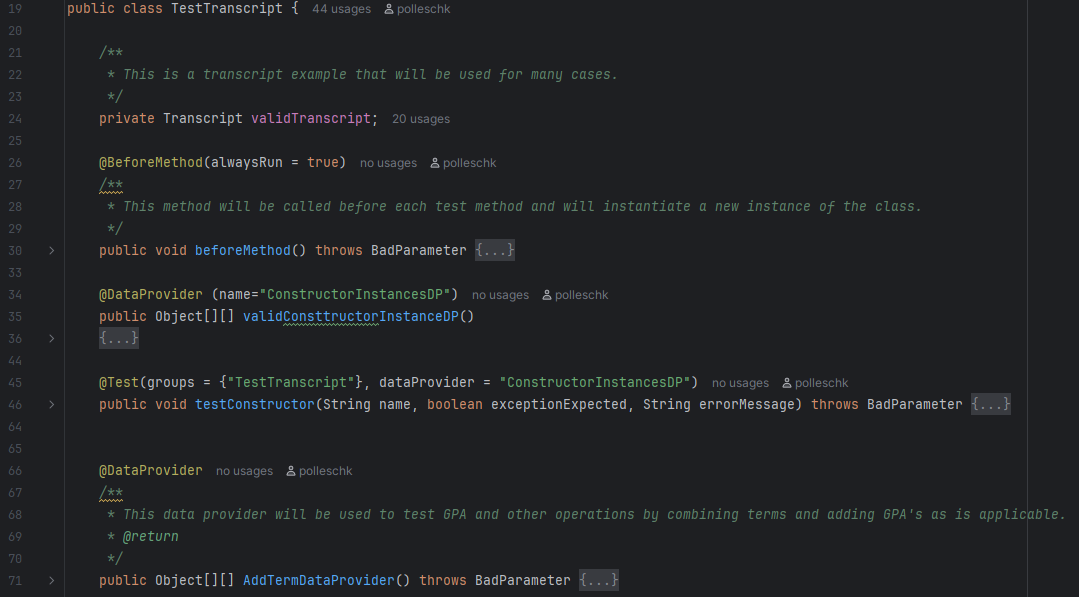 19 public class TestTranscript { 44 usages polleschk
20
21 /**
22 * This is a transcript example that will be used for many cases.
23 */
24 private Transcript validTranscript; 20 usages
25
26 @BeforeMethod(alwaysRun = true) no usages polleschk
27 /**
28 * This method will be called before each test method and will instantiate a new instance of the class.
29 */
30 public void beforeMethod() throws BadParameter {...}
33
34 @DataProvider (name="ConstructorInstancesDP") no usages polleschk
35 public Object[][] validConsttructorInstanceDP()
36 {...}
44
45 @Test(groups = {"TestTranscript"}, dataProvider = "ConstructorInstancesDP") no usages polleschk
46 public void testConstructor(String name, boolean exceptionExpected, String errorMessage) throws BadParameter {...}
64
65
66 @DataProvider no usages polleschk
67 /**
68 * This data provider will be used to test GPA and other operations by combining terms and adding GPA's as is applicable.
69 * @return
70 */
71 public Object[][] AddTermDataProvider() throws BadParameter {...}